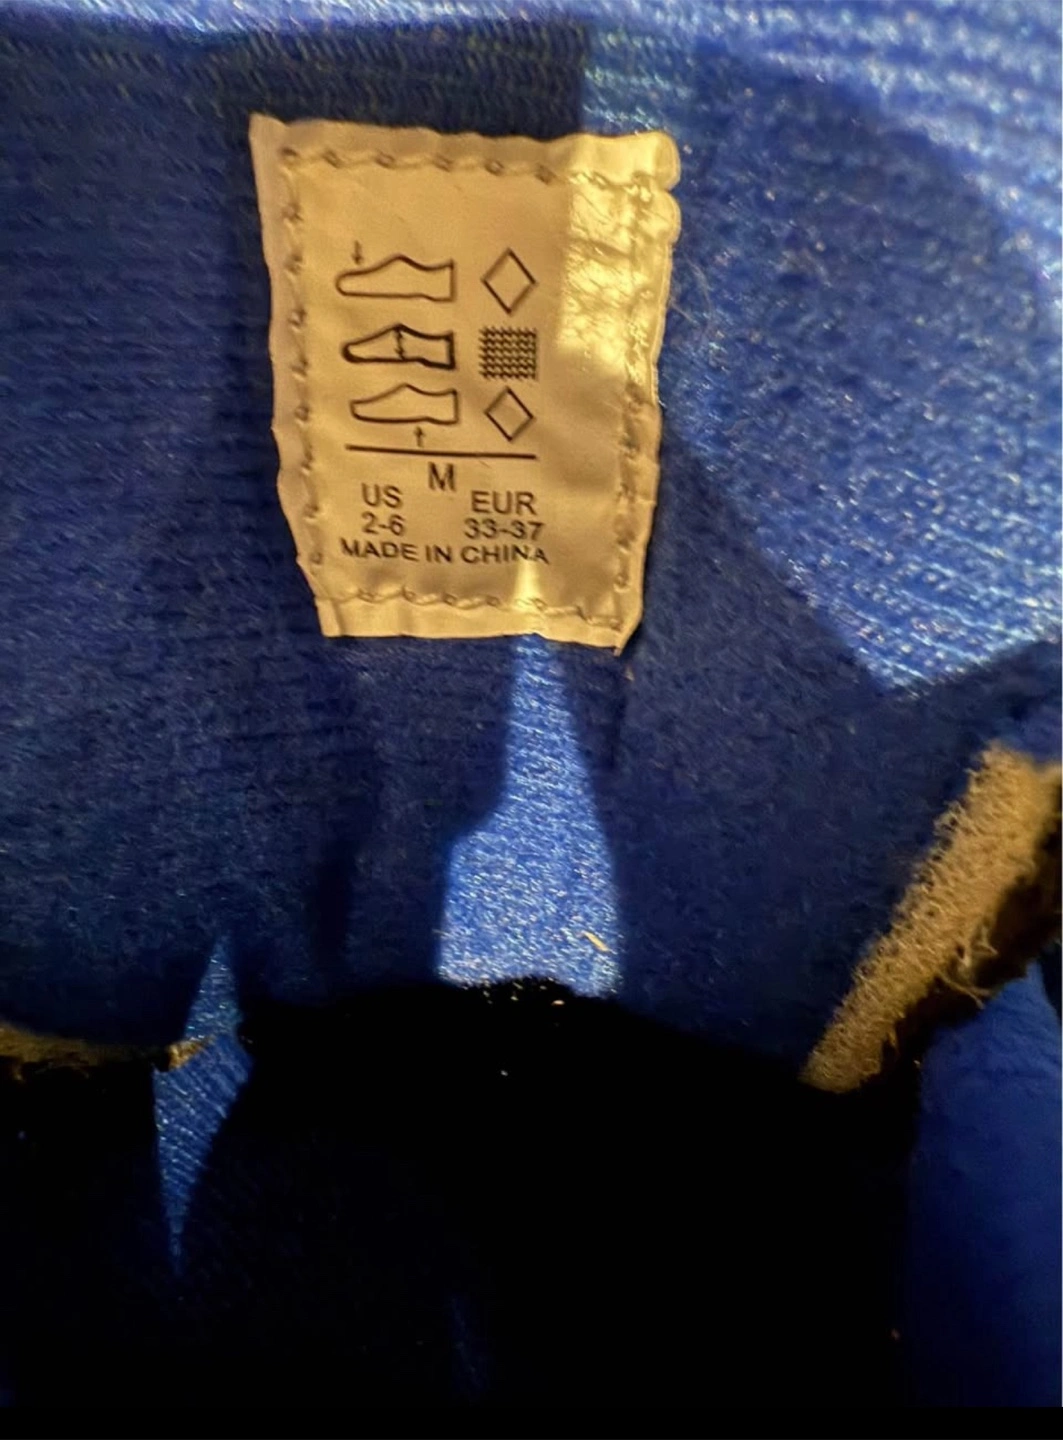 M
US EUR
2-6 33-37
MADE IN CHINA